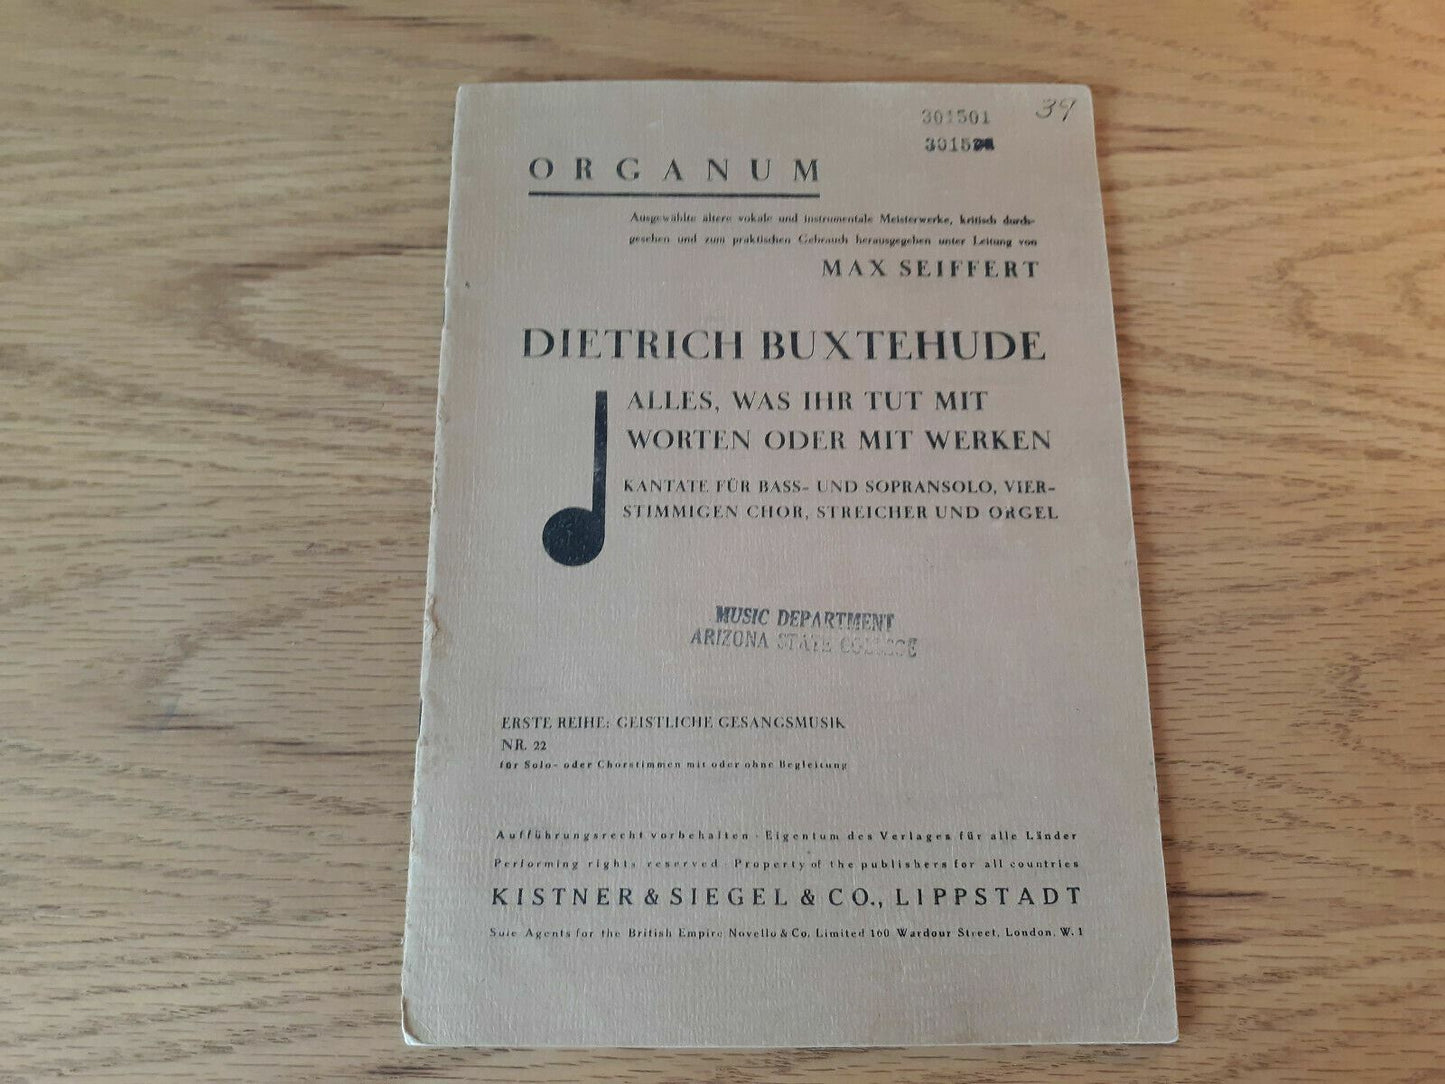 301501
39
ORGANUM
Ausgewählte ältere vokale und instrumentale Meisterwerke, kritisch durch-
gesehen und zum praktischen Gebrauch herausgegeben unter Leitung von
MAX SEIFFERT
DIETRICH BUXTEHUDE
ALLES, WAS IHR TUT MIT
WORTEN ODER MIT WERKEN
KANTATE FÜR BASS- UND SOPRANSOLO, VIER-
STIMMIGEN CHOR, STREICHER UND ORGEL
MUSIC DEPARTMENT
ARIZONA STATE COLLEGE
ERSTE REIHE: GEISTLICHE GESANGSMUSIK
NR. 22
für Solo- oder Chorstimmen mit oder ohne Begleitung
Aufführungsrecht vorbehalten · Eigentum des Verlages für alle Länder
Performing rights reserved · Property of the publishers for all countries
KISTNER & SIEGEL & CO., LIPPSTADT
Sole Agents for the British Empire Novello & Co. Limited 160 Wardour Street, London. W. 1